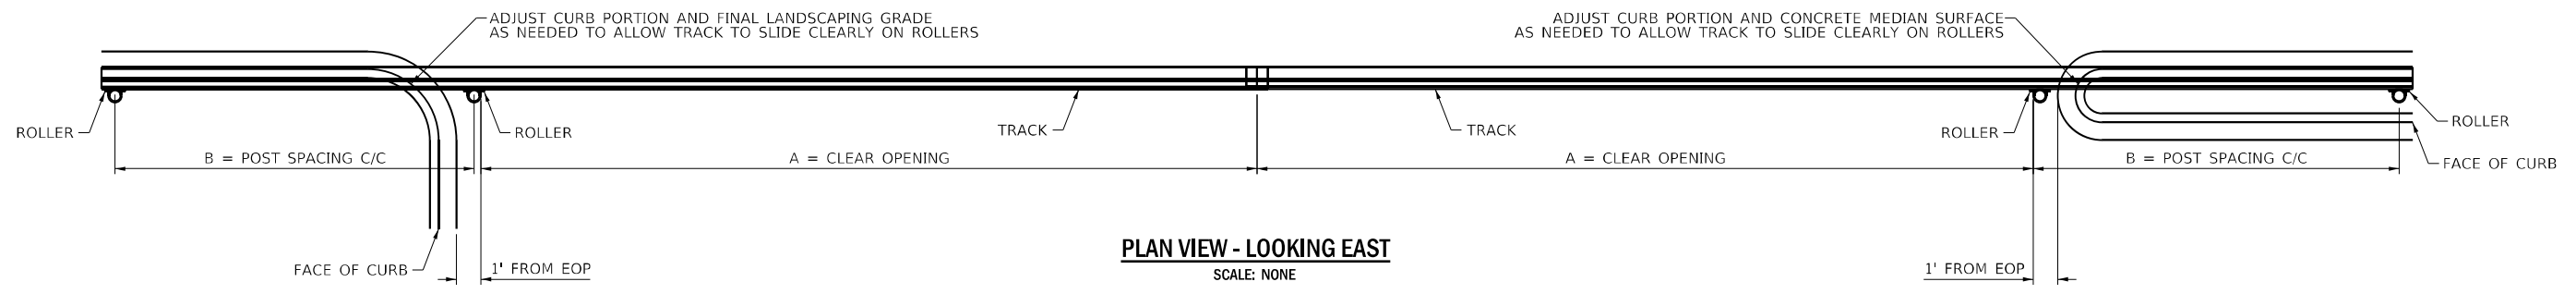 ADJUST CURB PORTION AND FINAL LANDSCAPING GRADE
AS NEEDED TO ALLOW TRACK TO SLIDE CLEARLY ON ROLLERS
ADJUST CURB PORTION AND CONCRETE MEDIAN SURFACE
AS NEEDED TO ALLOW TRACK TO SLIDE CLEARLY ON ROLLERS
ROLLER
ROLLER
TRACK
TRACK
ROLLER
ROLLER
B = POST SPACING C/C
A = CLEAR OPENING
A = CLEAR OPENING
B = POST SPACING C/C
FACE OF CURB
FACE OF CURB
1' FROM EOP
PLAN VIEW - LOOKING EAST
SCALE: NONE
1' FROM EOP